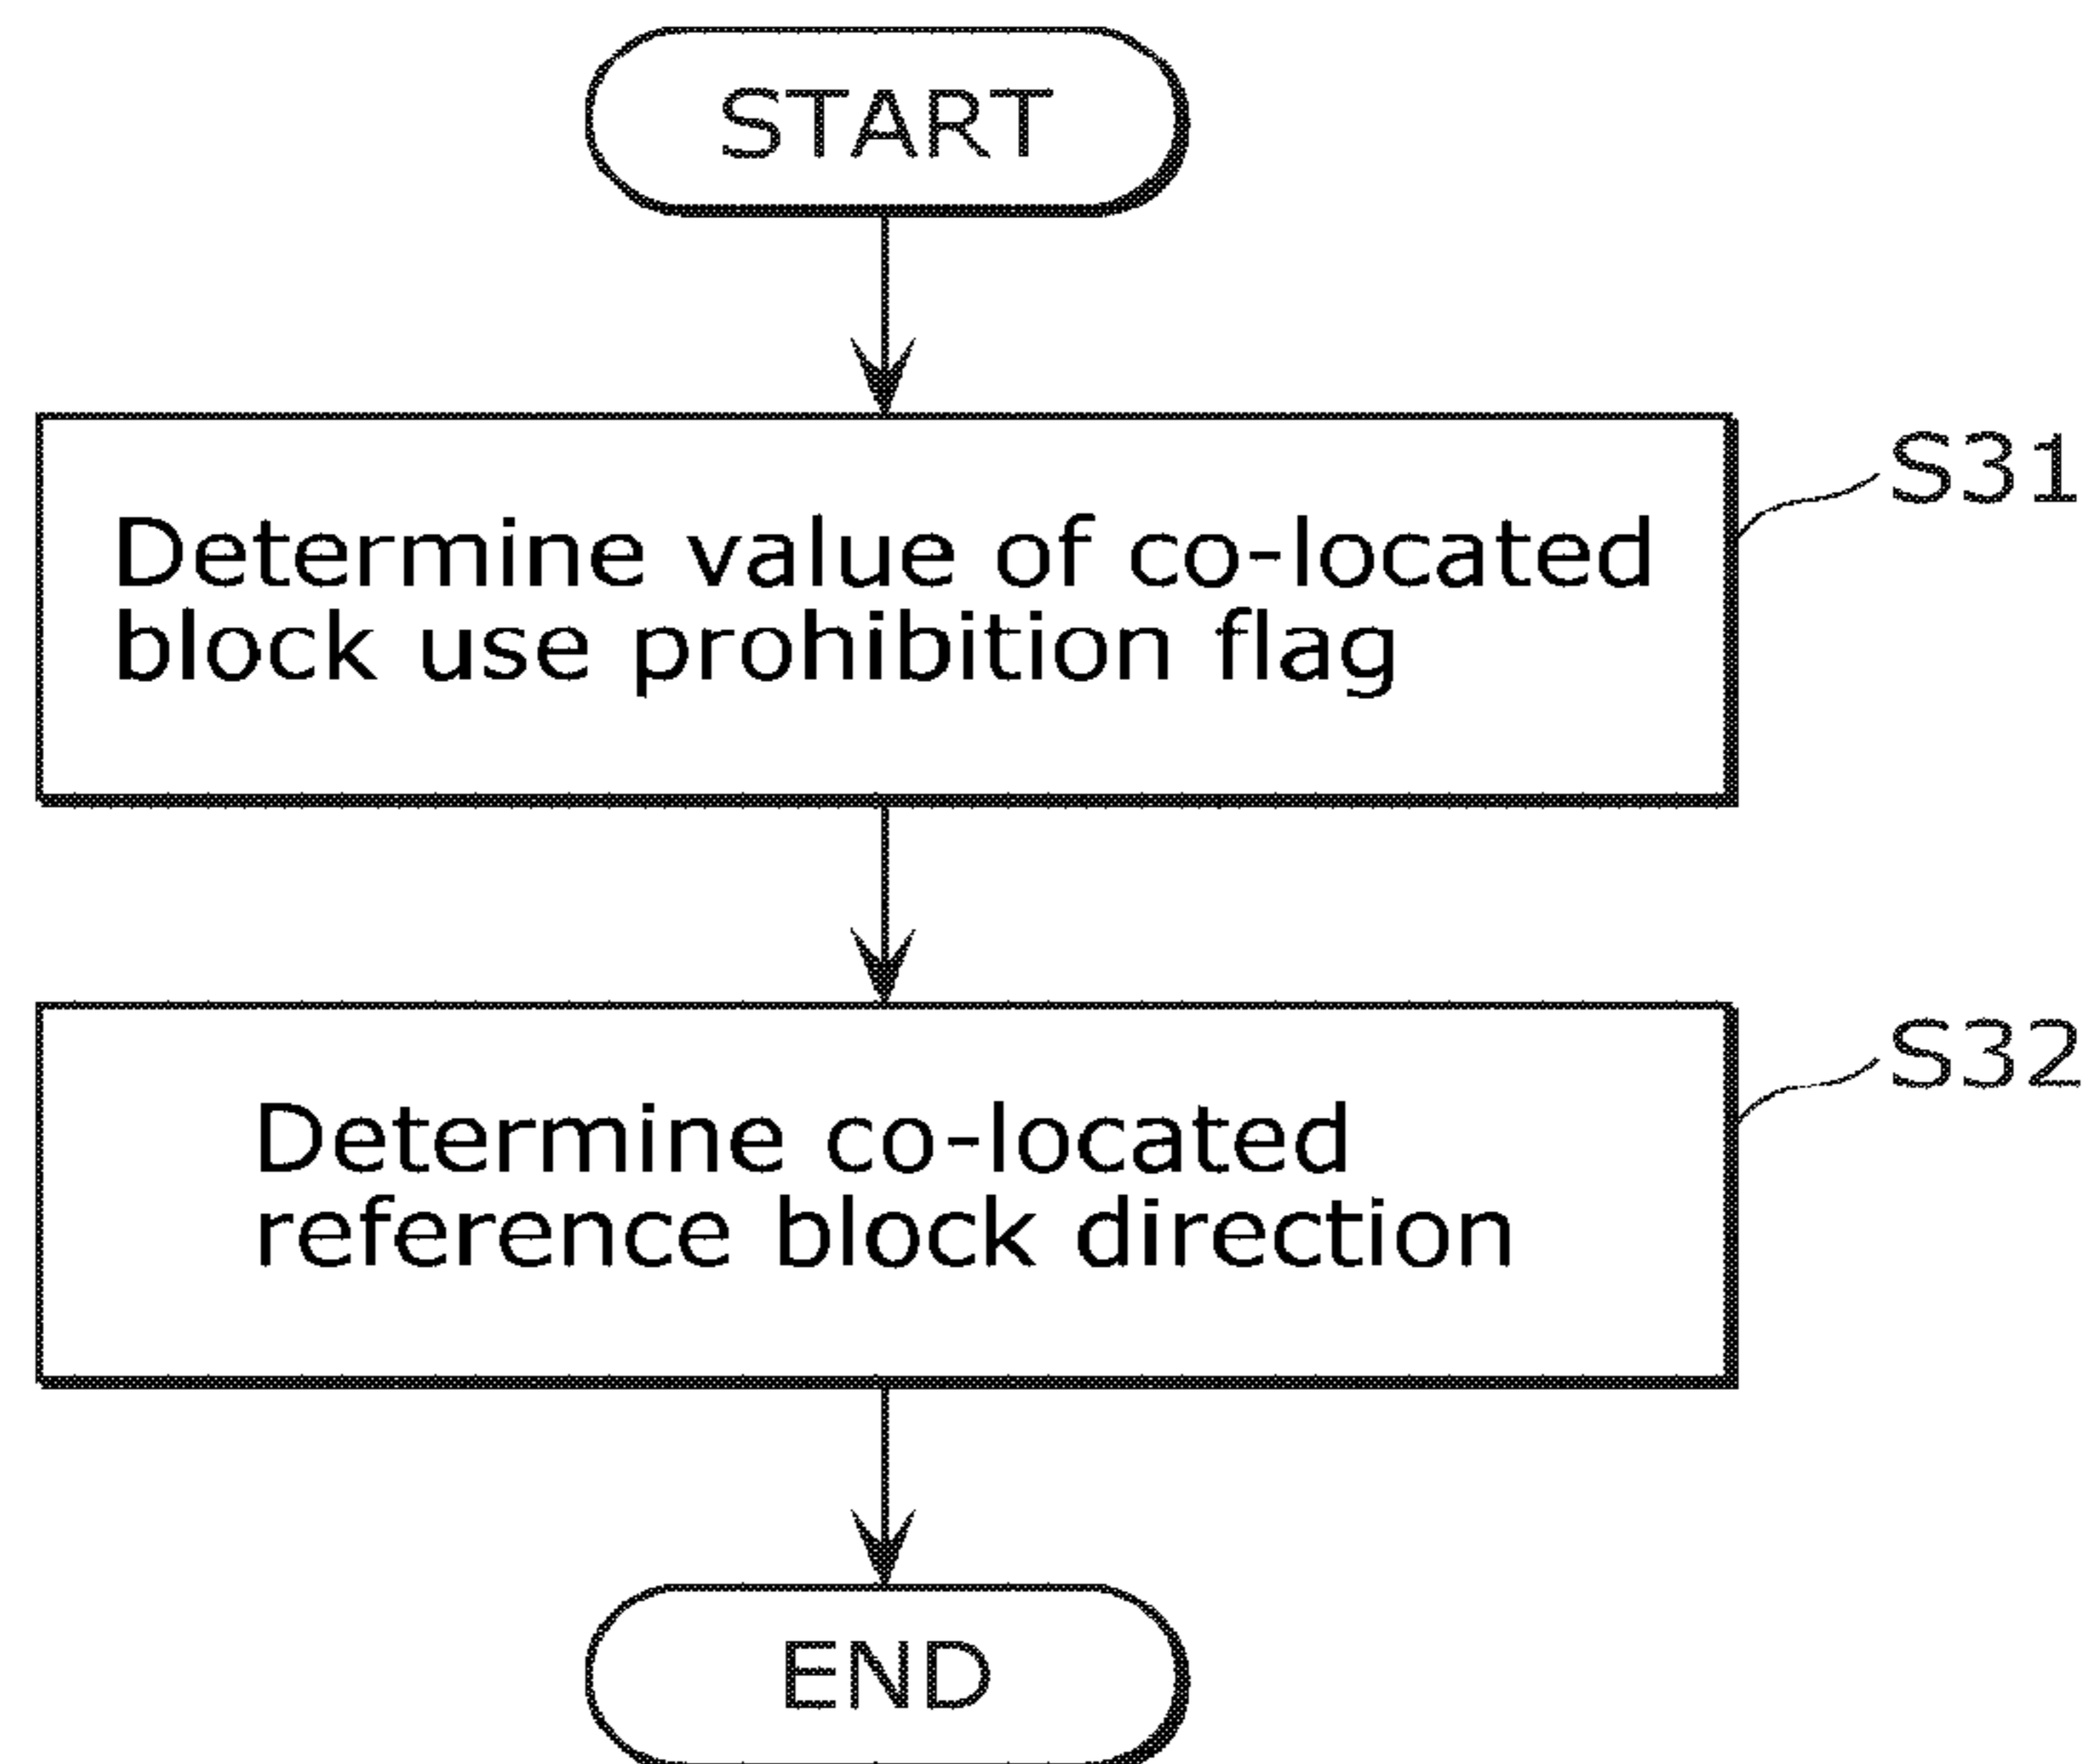 START
Determine value of co-located
block use prohibition flag
S31
Determine co-located
reference block direction
S32
END